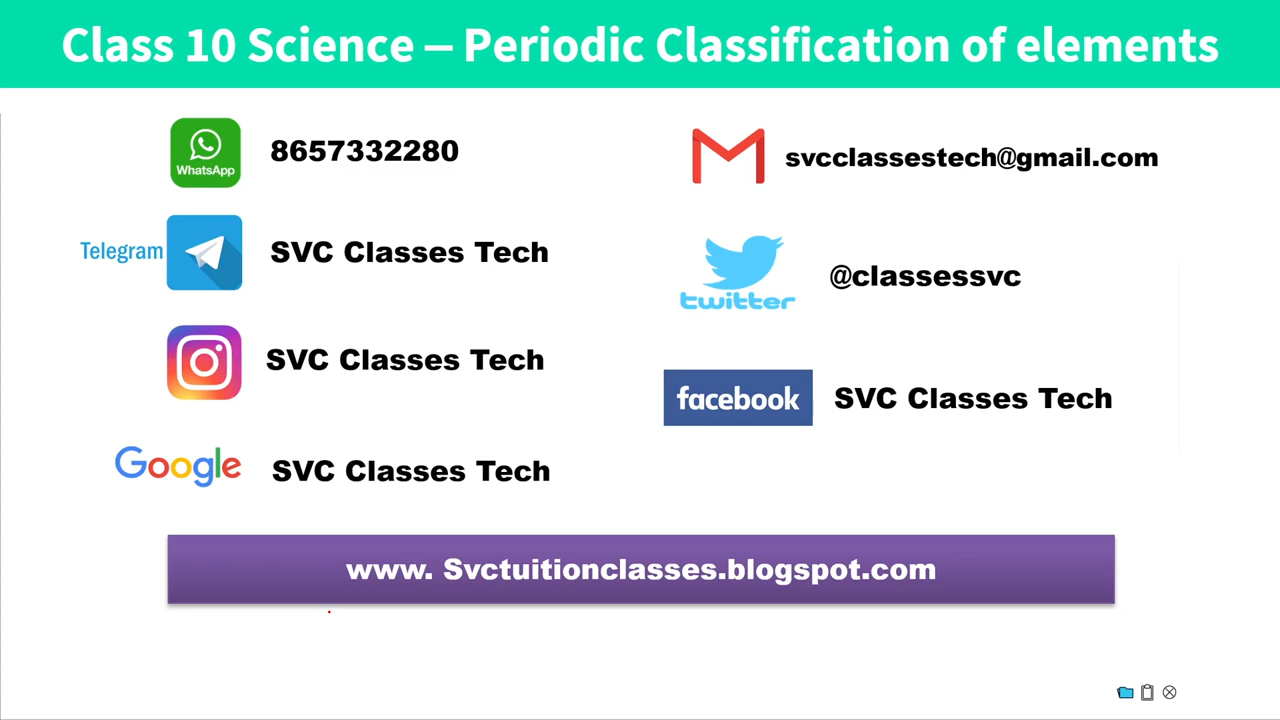 Class 10 Science – Periodic Classification of elements
WhatsApp
8657332280
svcclassestech@gmail.com
Telegram
SVC Classes Tech
twitter
@classessvc
SVC Classes Tech
facebook
SVC Classes Tech
Google
SVC Classes Tech
www. Svctuitionclasses.blogspot.com